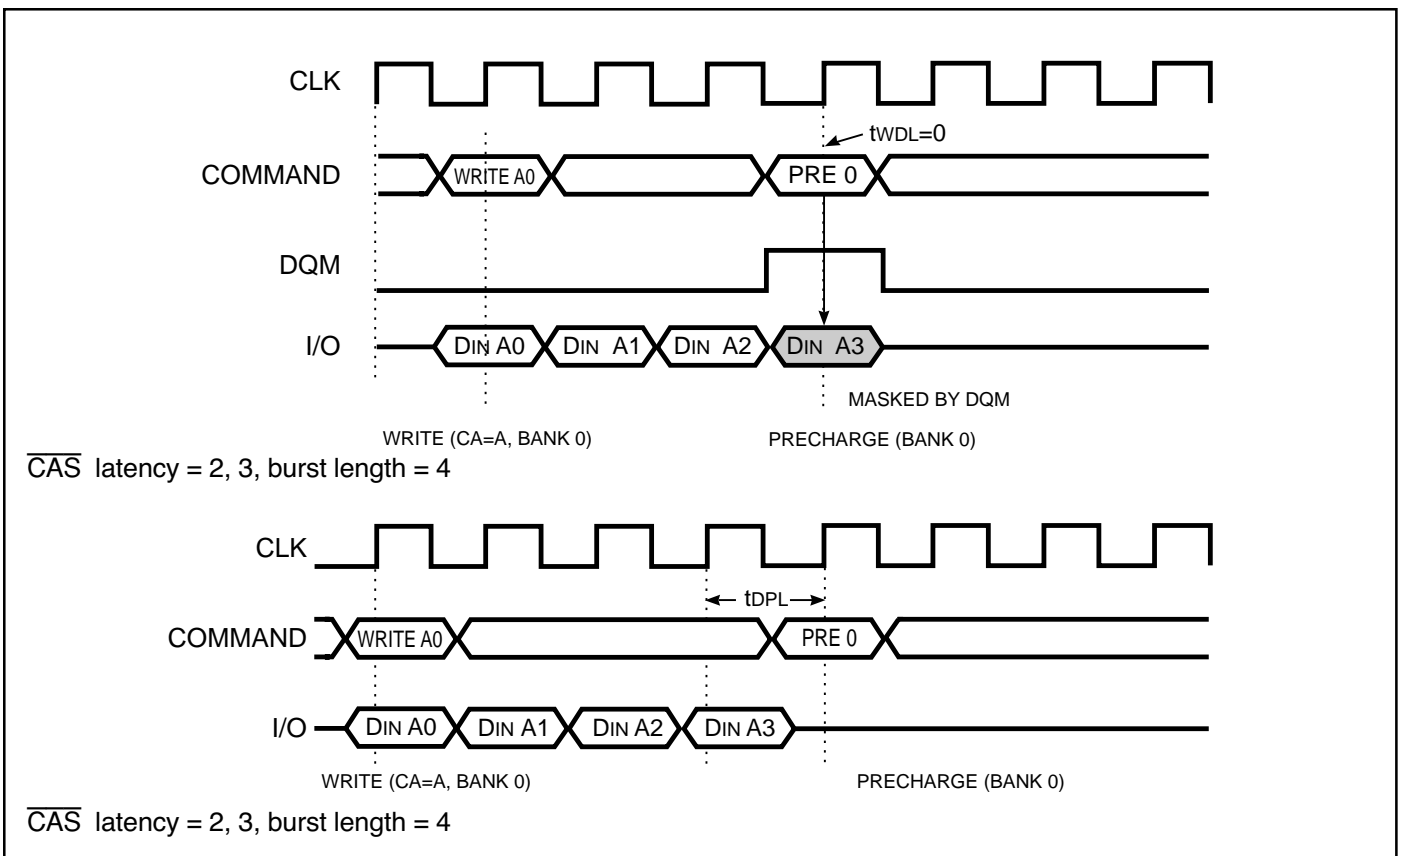 CLK
tWDL=0
COMMAND WRITE A0 PRE 0
DQM
I/O DIN A0 DIN A1 DIN A2 DIN A3
MASKED BY DQM
WRITE (CA=A, BANK 0) PRECHARGE (BANK 0)
CAS latency = 2, 3, burst length = 4
CLK
tDPL
COMMAND WRITE A0 PRE 0
I/O DIN A0 DIN A1 DIN A2 DIN A3
WRITE (CA=A, BANK 0) PRECHARGE (BANK 0)
CAS latency = 2, 3, burst length = 4